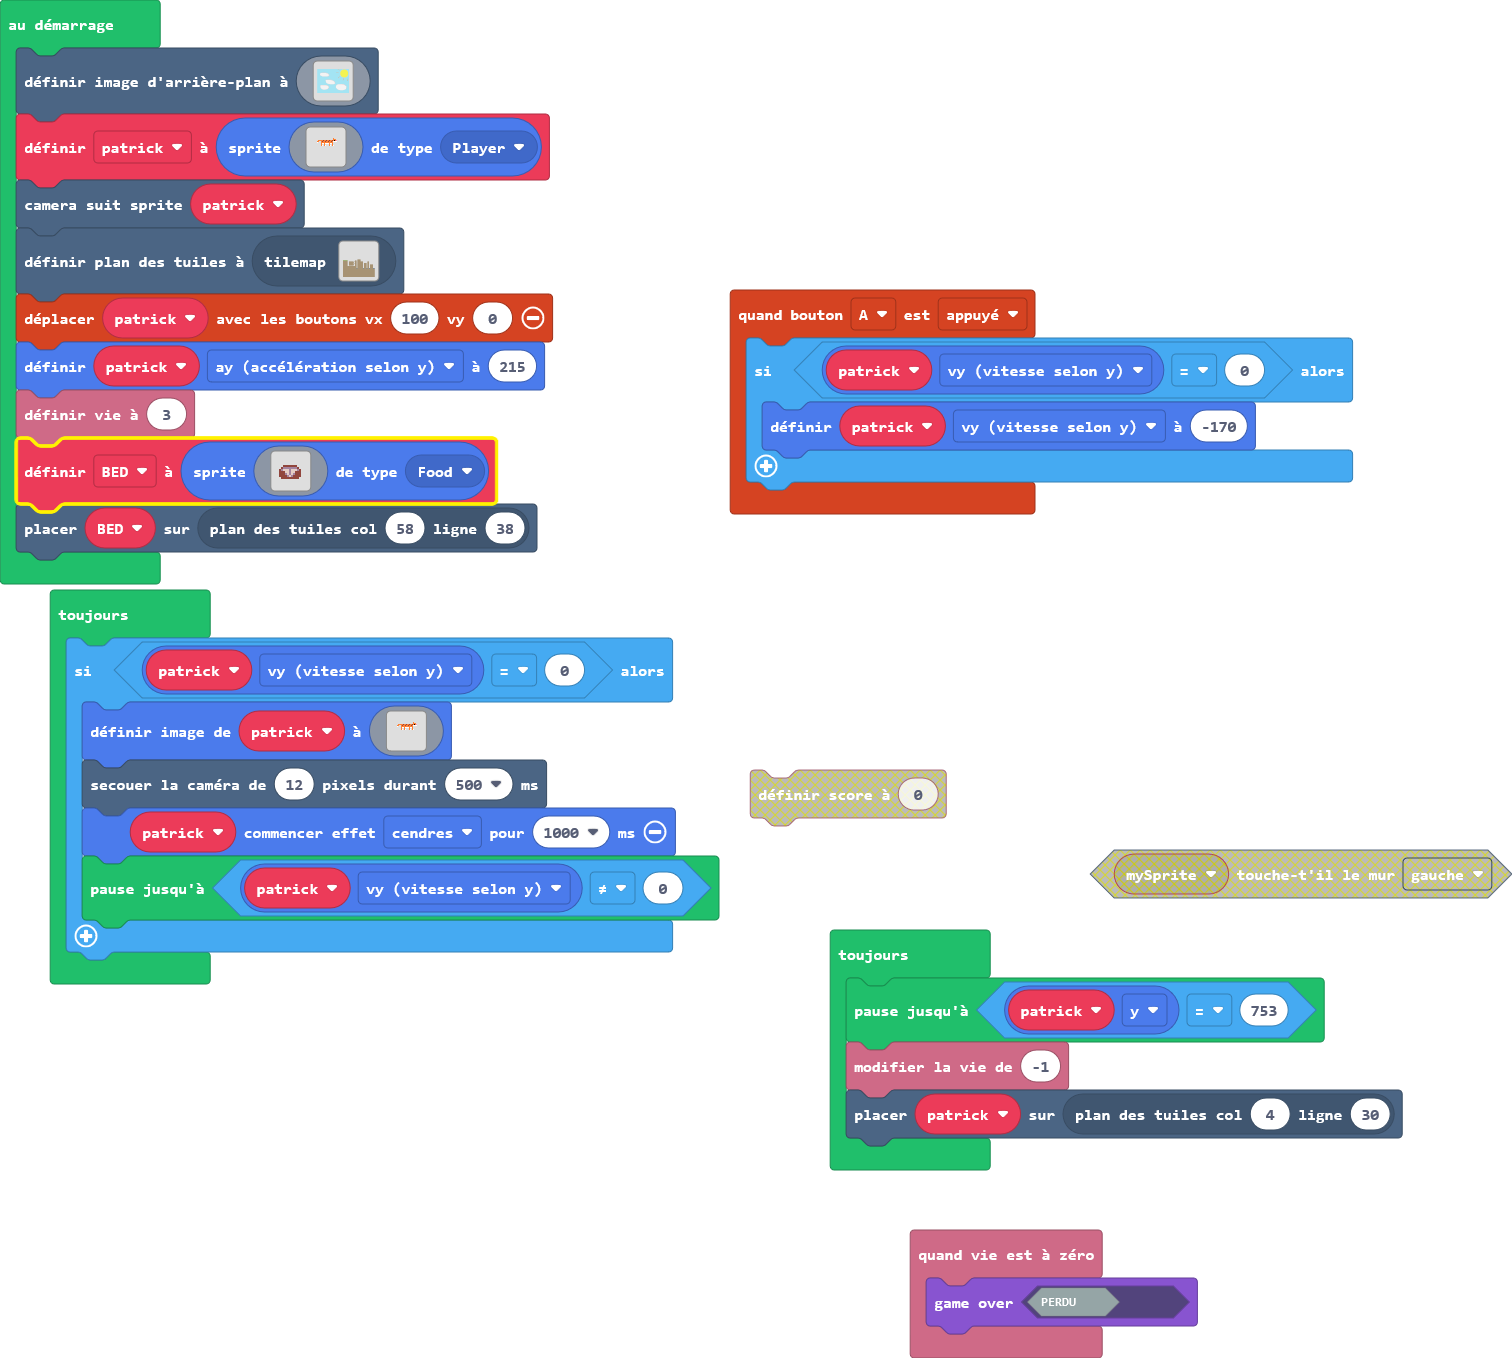 au démarrage
définir image d'arrière-plan à
définir patrick à sprite de type Player
camera suit sprite patrick
définir plan des tuiles à tilemap
déplacer patrick avec les boutons vx 100 vy 0
définir patrick ay (accélération selon y) à 215
définir vie à 3
définir BED à sprite de type Food
placer BED sur plan des tuiles col 58 ligne 38
quand bouton A est appuyé
si patrick vy (vitesse selon y) = 0 alors
définir patrick vy (vitesse selon y) à -170
toujours
si patrick vy (vitesse selon y) = 0 alors
définir image de patrick à
secouer la caméra de 12 pixels durant 500 ms
patrick commencer effet cendres pour 1000 ms
pause jusqu'à patrick vy (vitesse selon y) ≠ 0
définir score à 0
mySprite touche-t'il le mur gauche
toujours
pause jusqu'à patrick y = 753
modifier la vie de -1
placer patrick sur plan des tuiles col 4 ligne 30
quand vie est à zéro
game over PERDU